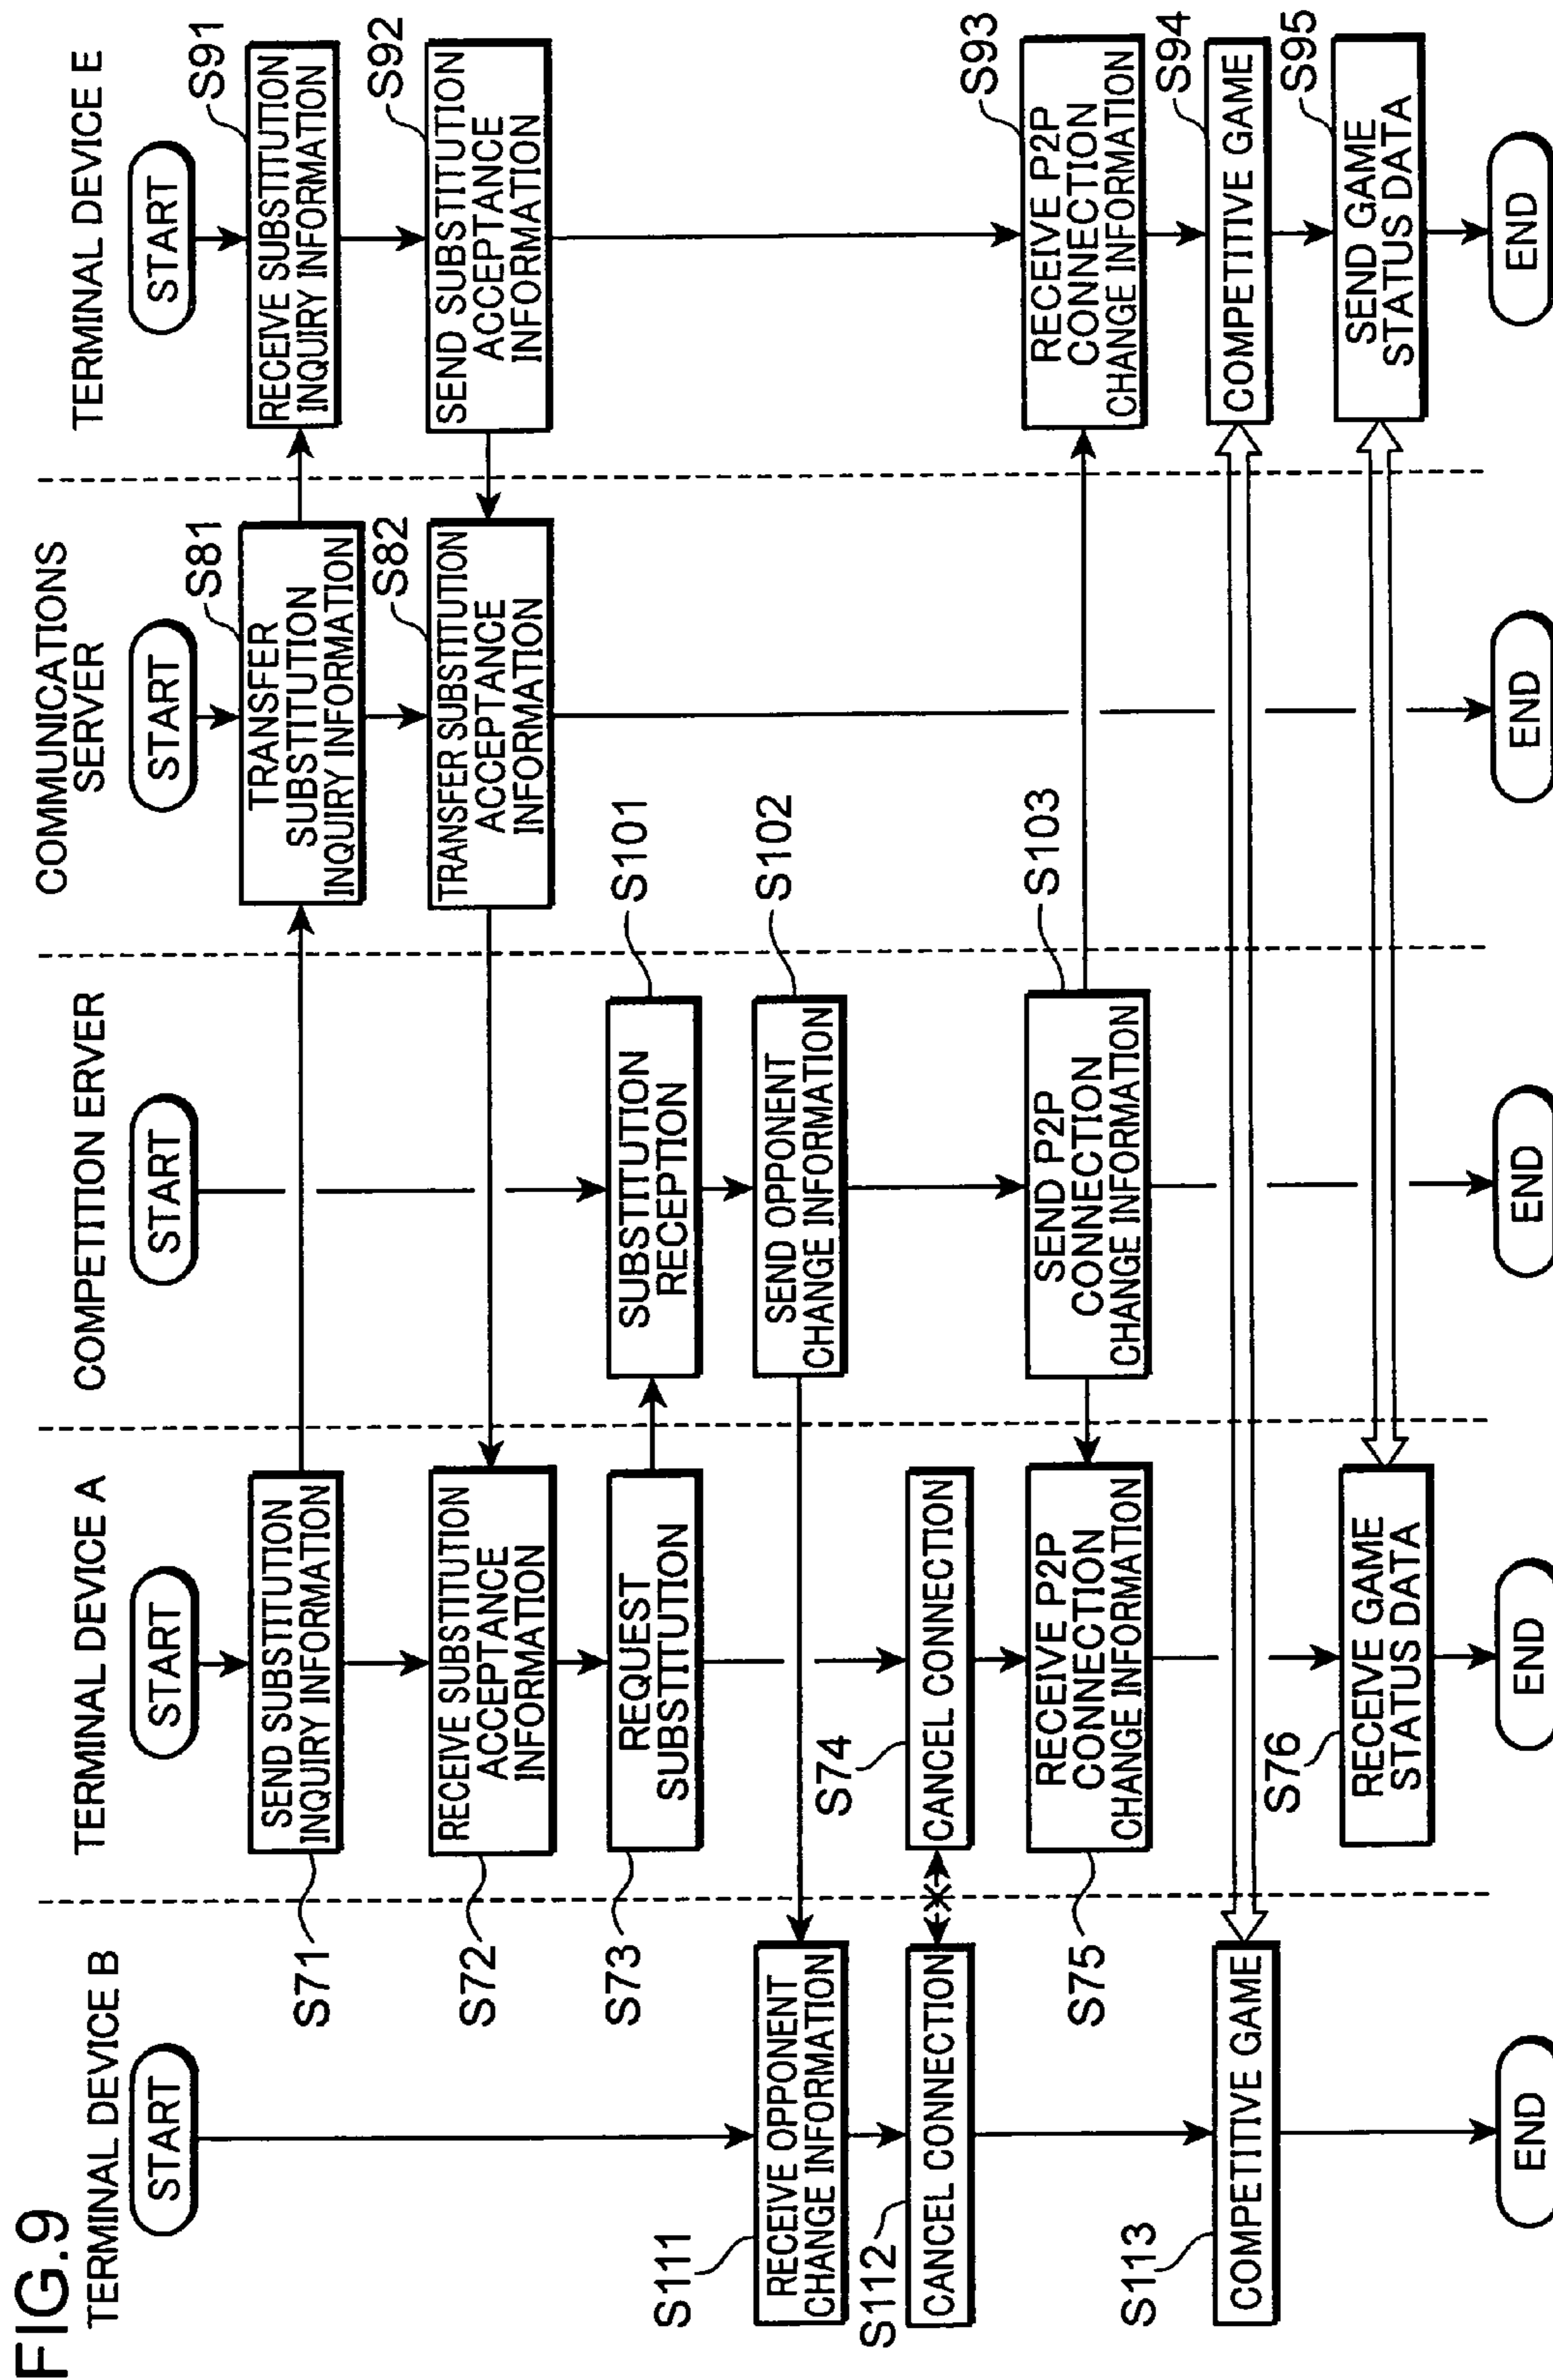 FIG.9
TERMINAL DEVICE B
START
S111
RECEIVE OPPONENT
CHANGE INFORMATION
S112
CANCEL CONNECTION
S113
COMPETITIVE GAME
END
TERMINAL DEVICE A
START
S71
SEND SUBSTITUTION
INQUIRY INFORMATION
S72
RECEIVE SUBSTITUTION
ACCEPTANCE
INFORMATION
S73
REQUEST
SUBSTITUTION
S74
CANCEL CONNECTION
S75
RECEIVE P2P
CONNECTION
CHANGE INFORMATION
S76
RECEIVE GAME
STATUS DATA
END
COMPETITION ERVER
START
SUBSTITUTION
RECEPTION
S101
SEND OPPONENT
CHANGE INFORMATION
S102
SEND P2P
CONNECTION
CHANGE INFORMATION
S103
END
COMMUNICATIONS
SERVER
START
S81
TRANSFER
SUBSTITUTION
INQUIRY INFORMATION
S82
TRANSFER SUBSTITUTION
ACCEPTANCE
INFORMATION
END
TERMINAL DEVICE E
START
S91
RECEIVE SUBSTITUTION
INQUIRY INFORMATION
S92
SEND SUBSTITUTION
ACCEPTANCE
INFORMATION
S93
RECEIVE P2P
CONNECTION
CHANGE INFORMATION
S94
COMPETITIVE GAME
S95
SEND GAME
STATUS DATA
END